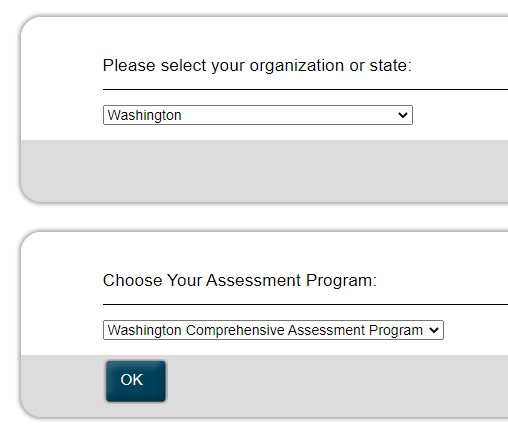 Please select your organization or state:
Washington
Choose Your Assessment Program:
Washington Comprehensive Assessment Program
OK